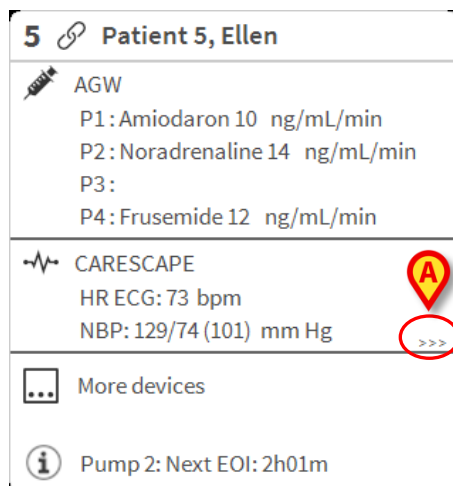 5 Patient 5, Ellen
AGW
P1 : Amiodaron 10 ng/mL/min
P2 : Noradrenaline 14 ng/mL/min
P3 :
P4 : Frusemide 12 ng/mL/min
CARESCAPE
A
HR ECG: 73 bpm
NBP: 129/74 (101) mm Hg >>>
More devices
Pump 2: Next EOI: 2h01m